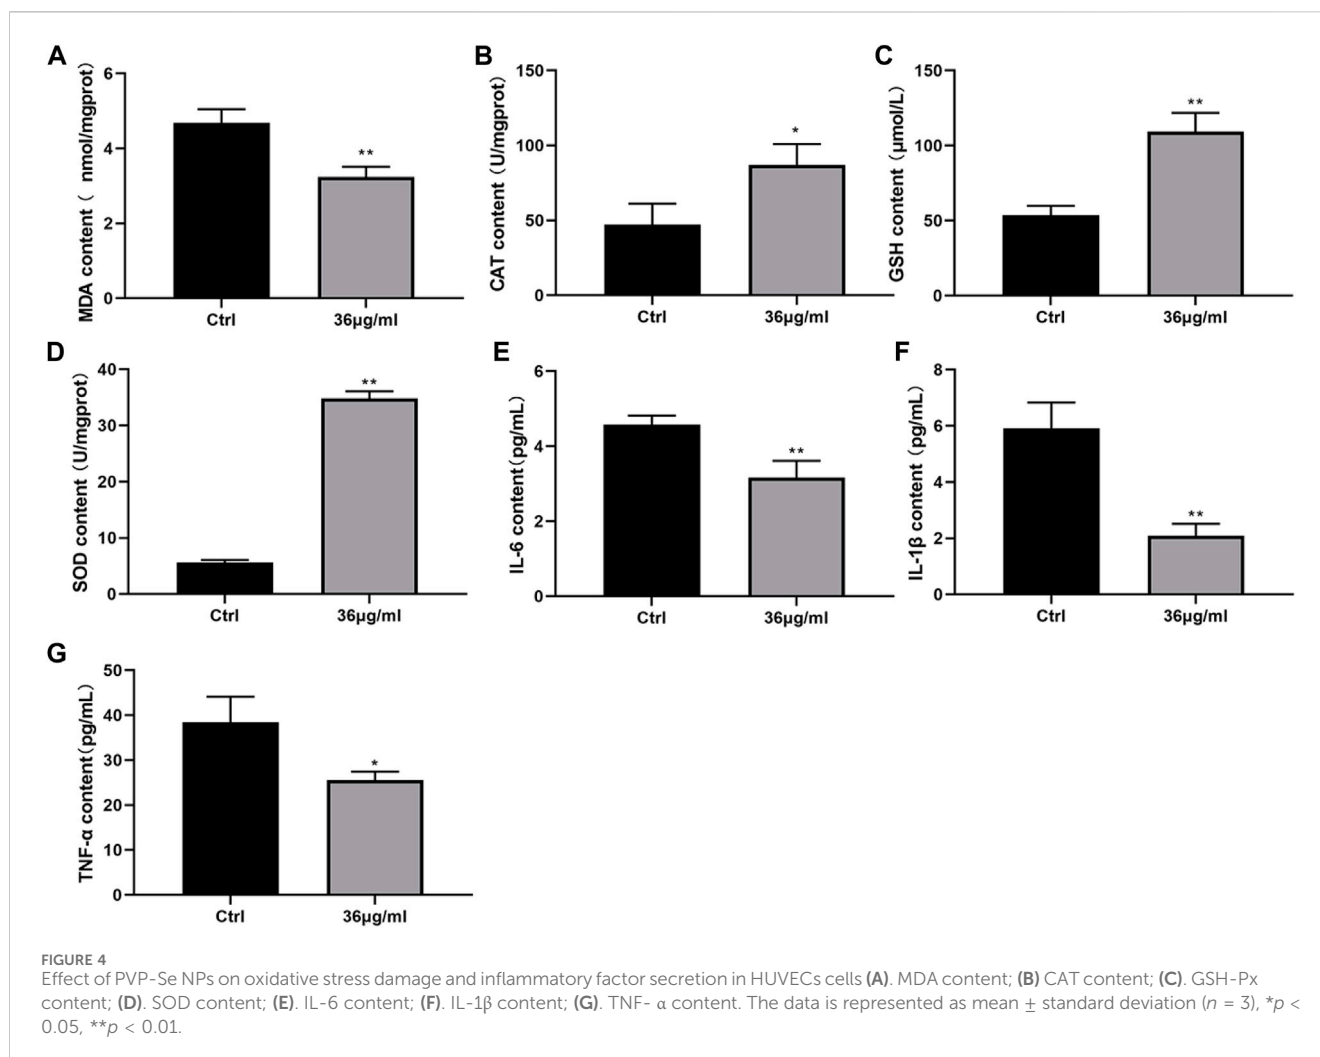 A
MDA content ( nmol/mgprot)
6
4
2
0
**
Ctrl
36μg/ml
B
CAT content (U/mgprot)
150
100
50
0
*
Ctrl
36μg/ml
C
GSH content (μmol/L)
150
100
50
0
**
Ctrl
36μg/ml
D
SOD content (U/mgprot)
40
30
20
10
0
**
Ctrl
36μg/ml
E
IL-6 content(pg/mL)
6
4
2
0
**
Ctrl
36μg/ml
F
IL-1β content (pg/mL)
8
6
4
2
0
**
Ctrl
36μg/ml
G
TNF-α content(pg/mL)
50
40
30
20
10
0
*
Ctrl
36μg/ml
FIGURE 4
Effect of PVP-Se NPs on oxidative stress damage and inflammatory factor secretion in HUVECs cells (A). MDA content; (B) CAT content; (C). GSH-Px
content; (D). SOD content; (E). IL-6 content; (F). IL-1β content; (G). TNF- α content. The data is represented as mean ± standard deviation (n = 3), *p <
0.05, **p < 0.01.